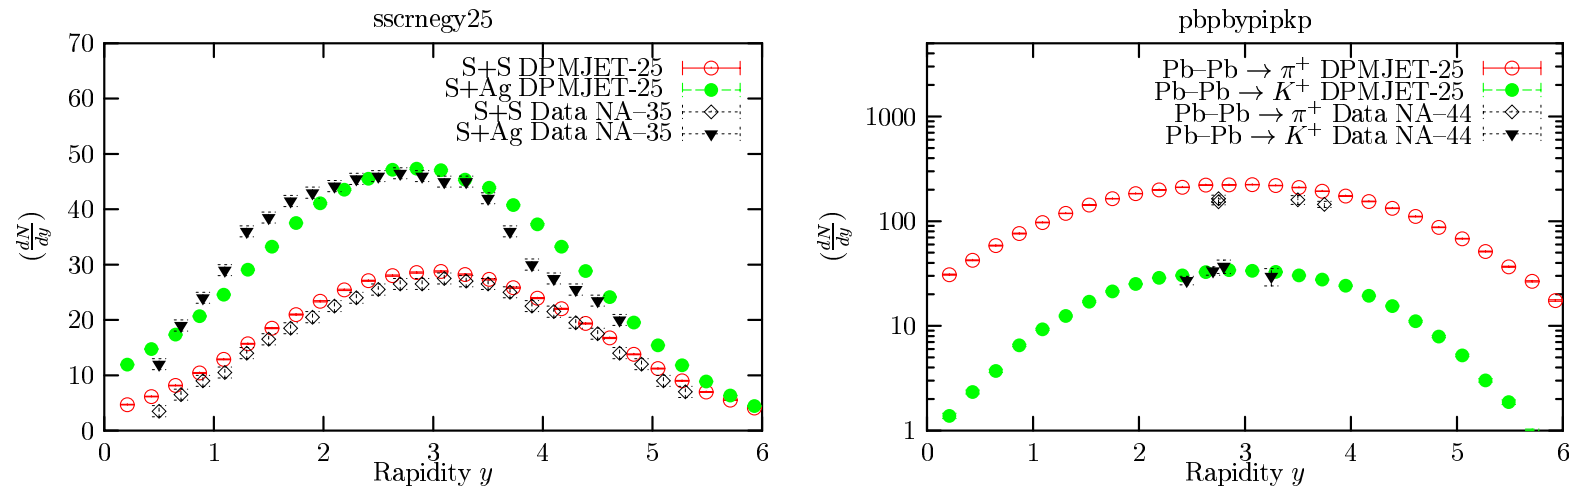 sscrnegy25
70
60
50
40
30
20
10
0
(dN/dy)
S+S DPMJET-25
S+Ag DPMJET-25
S+S Data NA–35
S+Ag Data NA–35
0 1 2 3 4 5 6
Rapidity y
pbpbypipkp
1000
100
10
1
(dN/dy)
Pb–Pb → π⁺ DPMJET-25
Pb–Pb → K⁺ DPMJET-25
Pb–Pb → π⁺ Data NA–44
Pb–Pb → K⁺ Data NA–44
0 1 2 3 4 5 6
Rapidity y